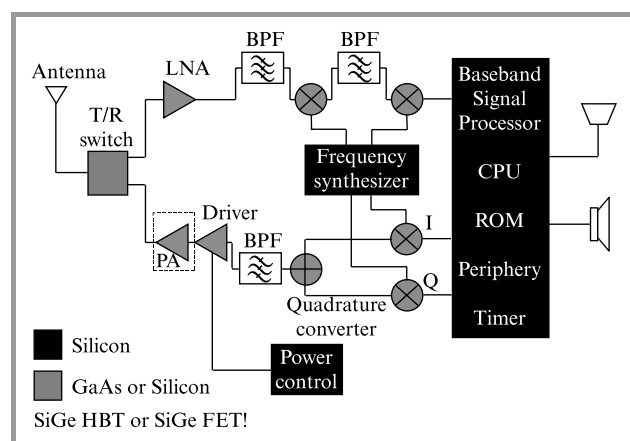 Antenna
T/R
switch
LNA
BPF
BPF
Baseband
Signal
Processor
CPU
ROM
Periphery
Timer
Frequency
synthesizer
PA
Driver
BPF
I
Q
Quadrature
converter
Power
control
Silicon
GaAs or Silicon
SiGe HBT or SiGe FET!